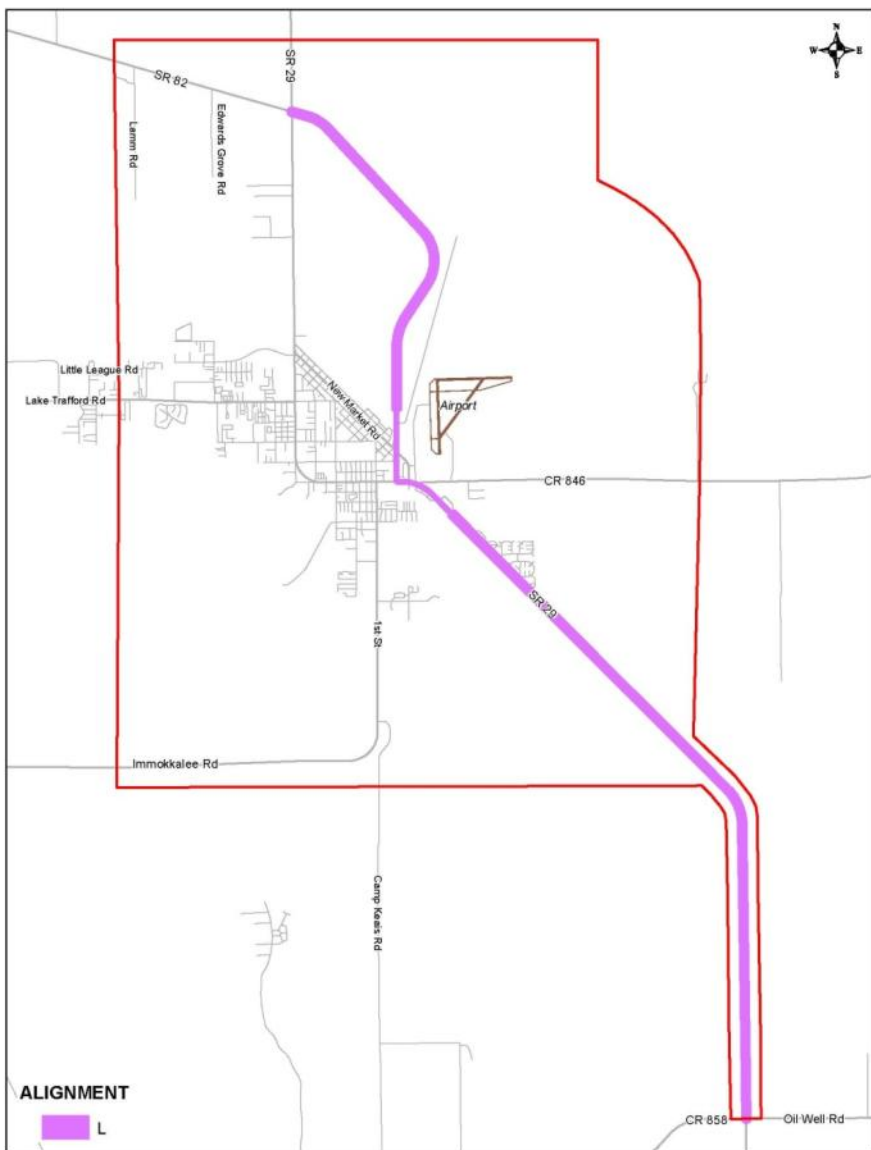 N
W E
S
SR 82
SR 29
Lamm Rd
Edwards Grove Rd
Little League Rd
Lake Trafford Rd
New Market Rd
Airport
CR 846
SR 29
1st St
Immokkalee Rd
Camp Keais Rd
ALIGNMENT
L
CR 858
Oil Well Rd